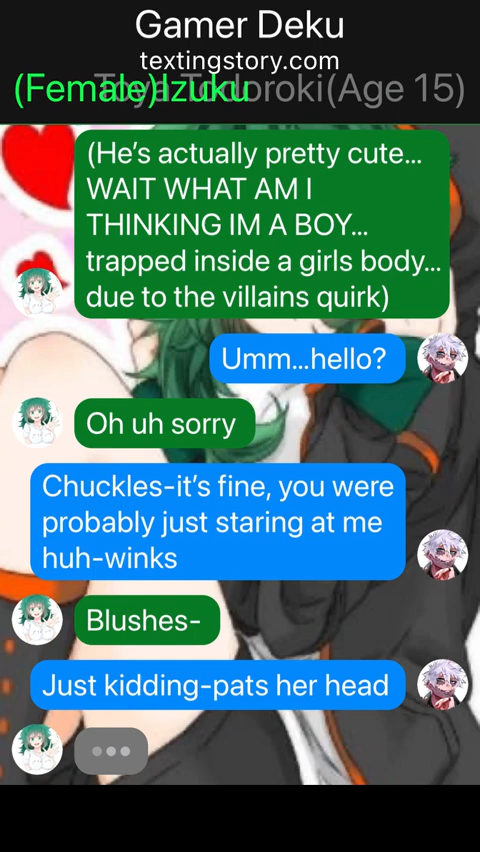 Gamer Deku
textingstory.com
(Female)Izuku
Toya Todoroki(Age 15)
(He's actually pretty cute...
WAIT WHAT AM I
THINKING IM A BOY...
trapped inside a girls body...
due to the villains quirk)
Umm...hello?
Oh uh sorry
Chuckles-it's fine, you were
probably just staring at me
huh-winks
Blushes-
Just kidding-pats her head